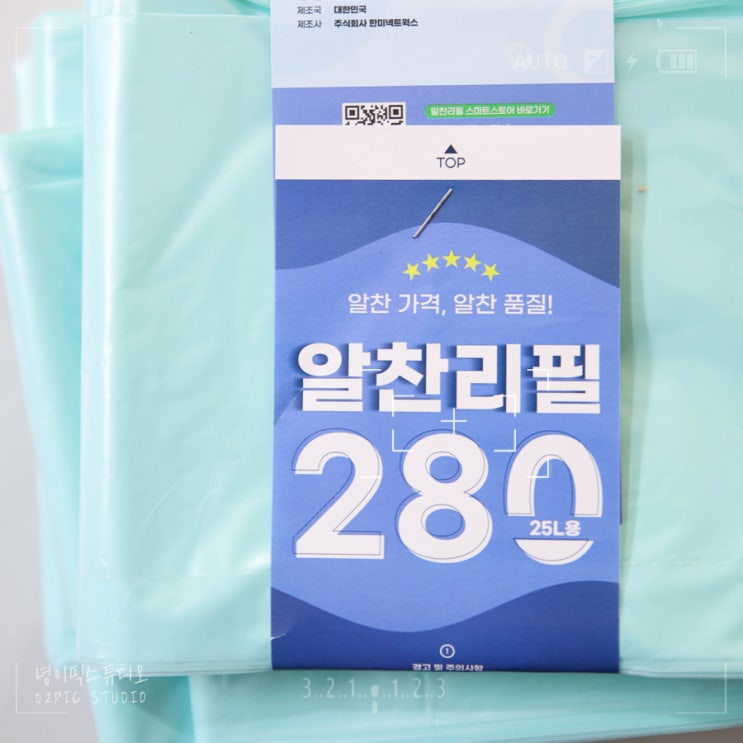 제조국 대한민국
제조사 주식회사 한미넥트웍스
AUTO
알찬리필 스마트스토어 바로가기
TOP
알찬 가격, 알찬 품질!
알찬리필
280
25L용
경고 및 주의사항
넝이픽스튜디오
02PIC STUDIO
3..2..1.. ..1..2..3